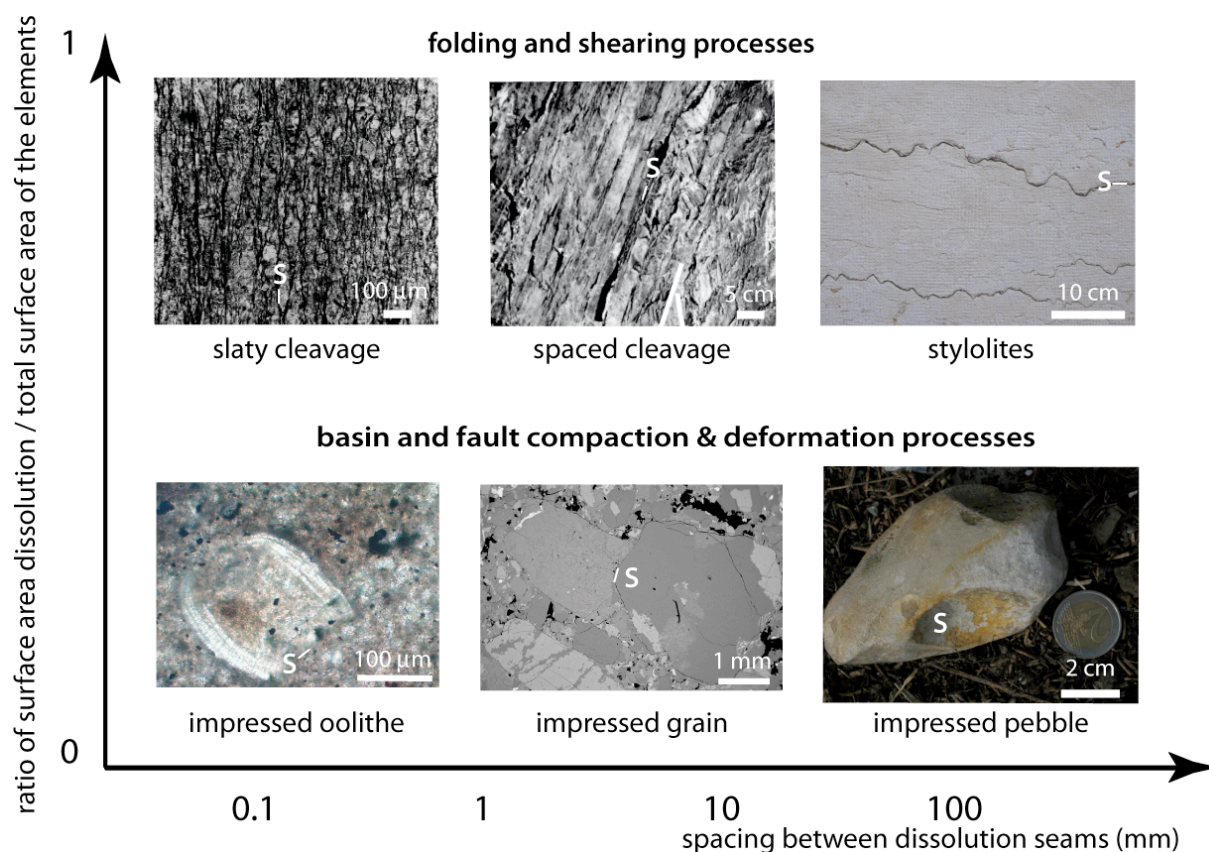 ratio of surface area dissolution / total surface area of the elements
1
folding and shearing processes
S
100 µm
slaty cleavage
S
5 cm
spaced cleavage
S
10 cm
stylolites
basin and fault compaction & deformation processes
S
100 µm
impressed oolithe
S
1 mm
impressed grain
S
2 cm
impressed pebble
0
0.1
1
10
100
spacing between dissolution seams (mm)